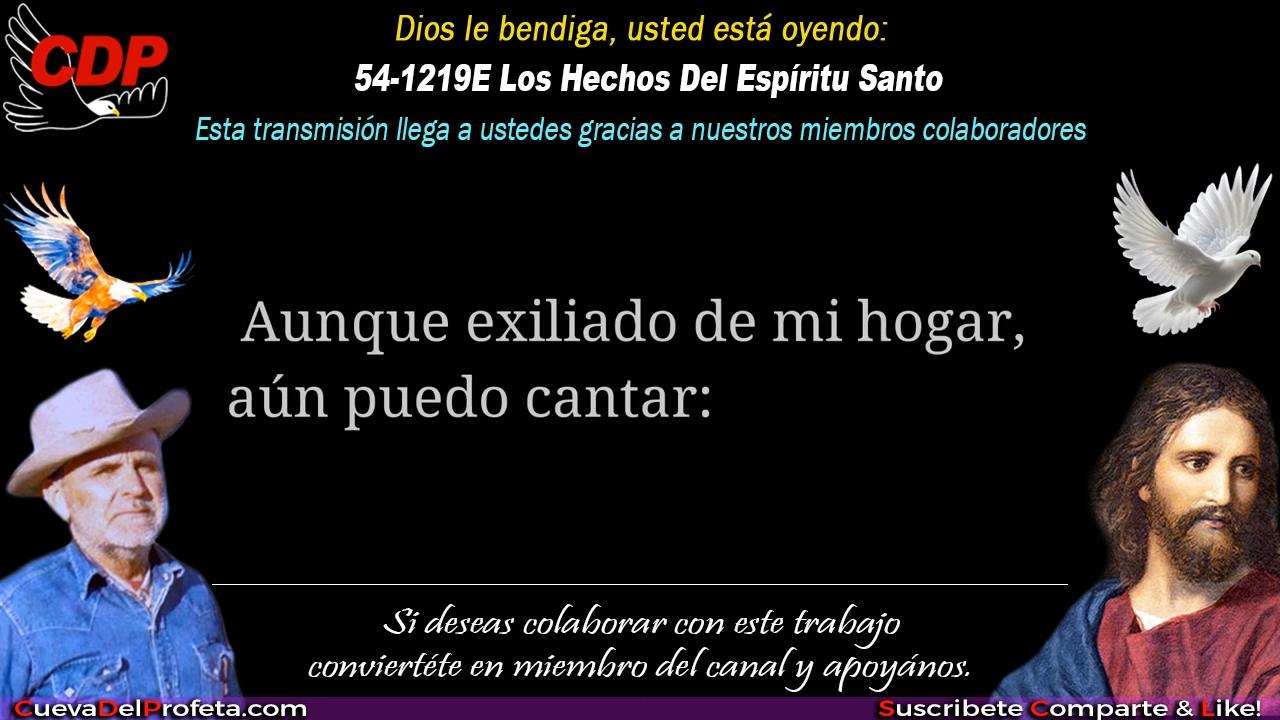 CDP
Dios le bendiga, usted está oyendo:
54-1219E Los Hechos Del Espíritu Santo
Esta transmisión llega a ustedes gracias a nuestros miembros colaboradores
Aunque exiliado de mi hogar,
aún puedo cantar:
Si deseas colaborar con este trabajo
conviertéte en miembro del canal y apoyános.
CuevaDelProfeta.com
Suscribete Comparte & Like!